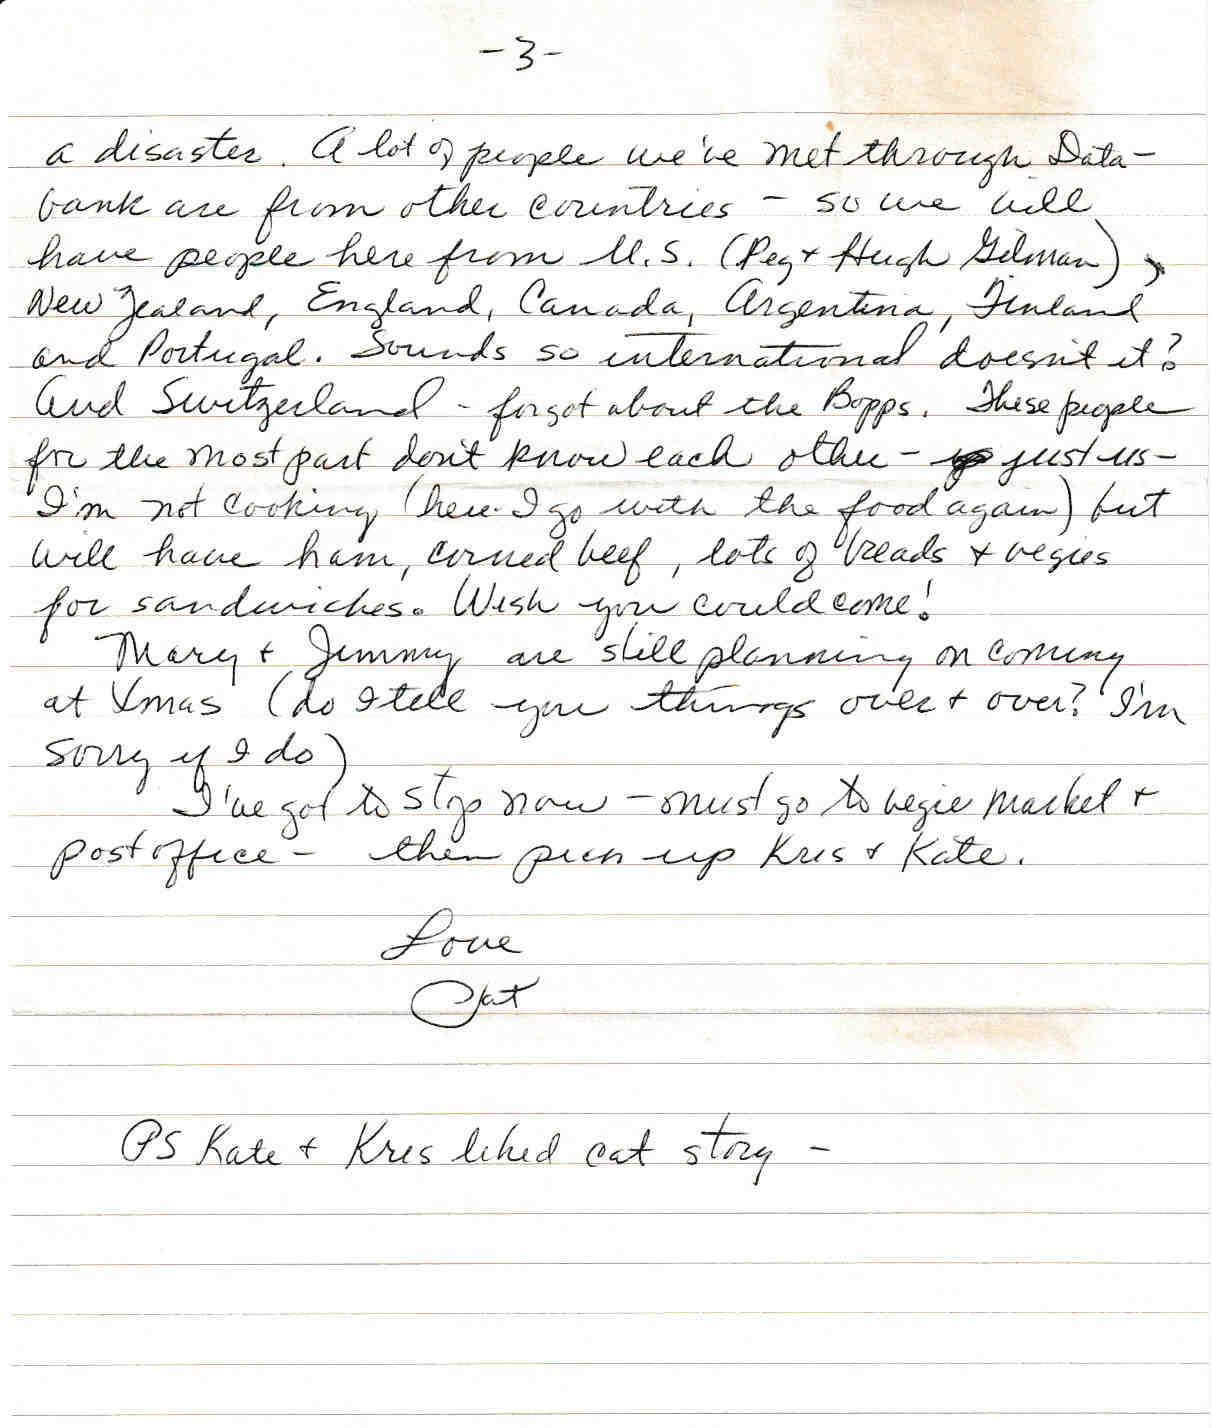 -3-
a disaster. A lot of people we've met through Data-
bank are from other countries - so we will
have people here from U.S. (Peg + Hugh Gilman),
New Zealand, England, Canada, Argentina, Finland
and Portugal. Sounds so international doesn't it?
And Switzerland - forgot about the Bopps. These people
for the most part don't know each other - just us -
I'm not cooking (here I go with the food again) but
will have ham, corned beef, lots of breads + vegies
for sandwiches. Wish you could come!
Mary + Jimmy are still planning on coming
at Xmas (do I tell you things over + over? I'm
sorry if I do)
I've got to stop now - must go to vegie market +
post office - then pick up Kris + Kate.
Love
Pat
PS Kate + Kris liked cat story -